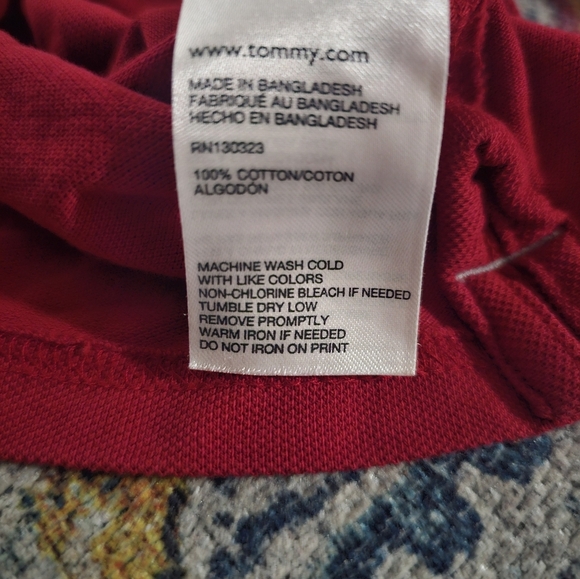 www.tommy.com
MADE IN BANGLADESH
FABRIQUÉ AU BANGLADESH
HECHO EN BANGLADESH
RN130323
100% COTTON/COTON
ALGODÓN
MACHINE WASH COLD
WITH LIKE COLORS
NON-CHLORINE BLEACH IF NEEDED
TUMBLE DRY LOW
REMOVE PROMPTLY
WARM IRON IF NEEDED
DO NOT IRON ON PRINT